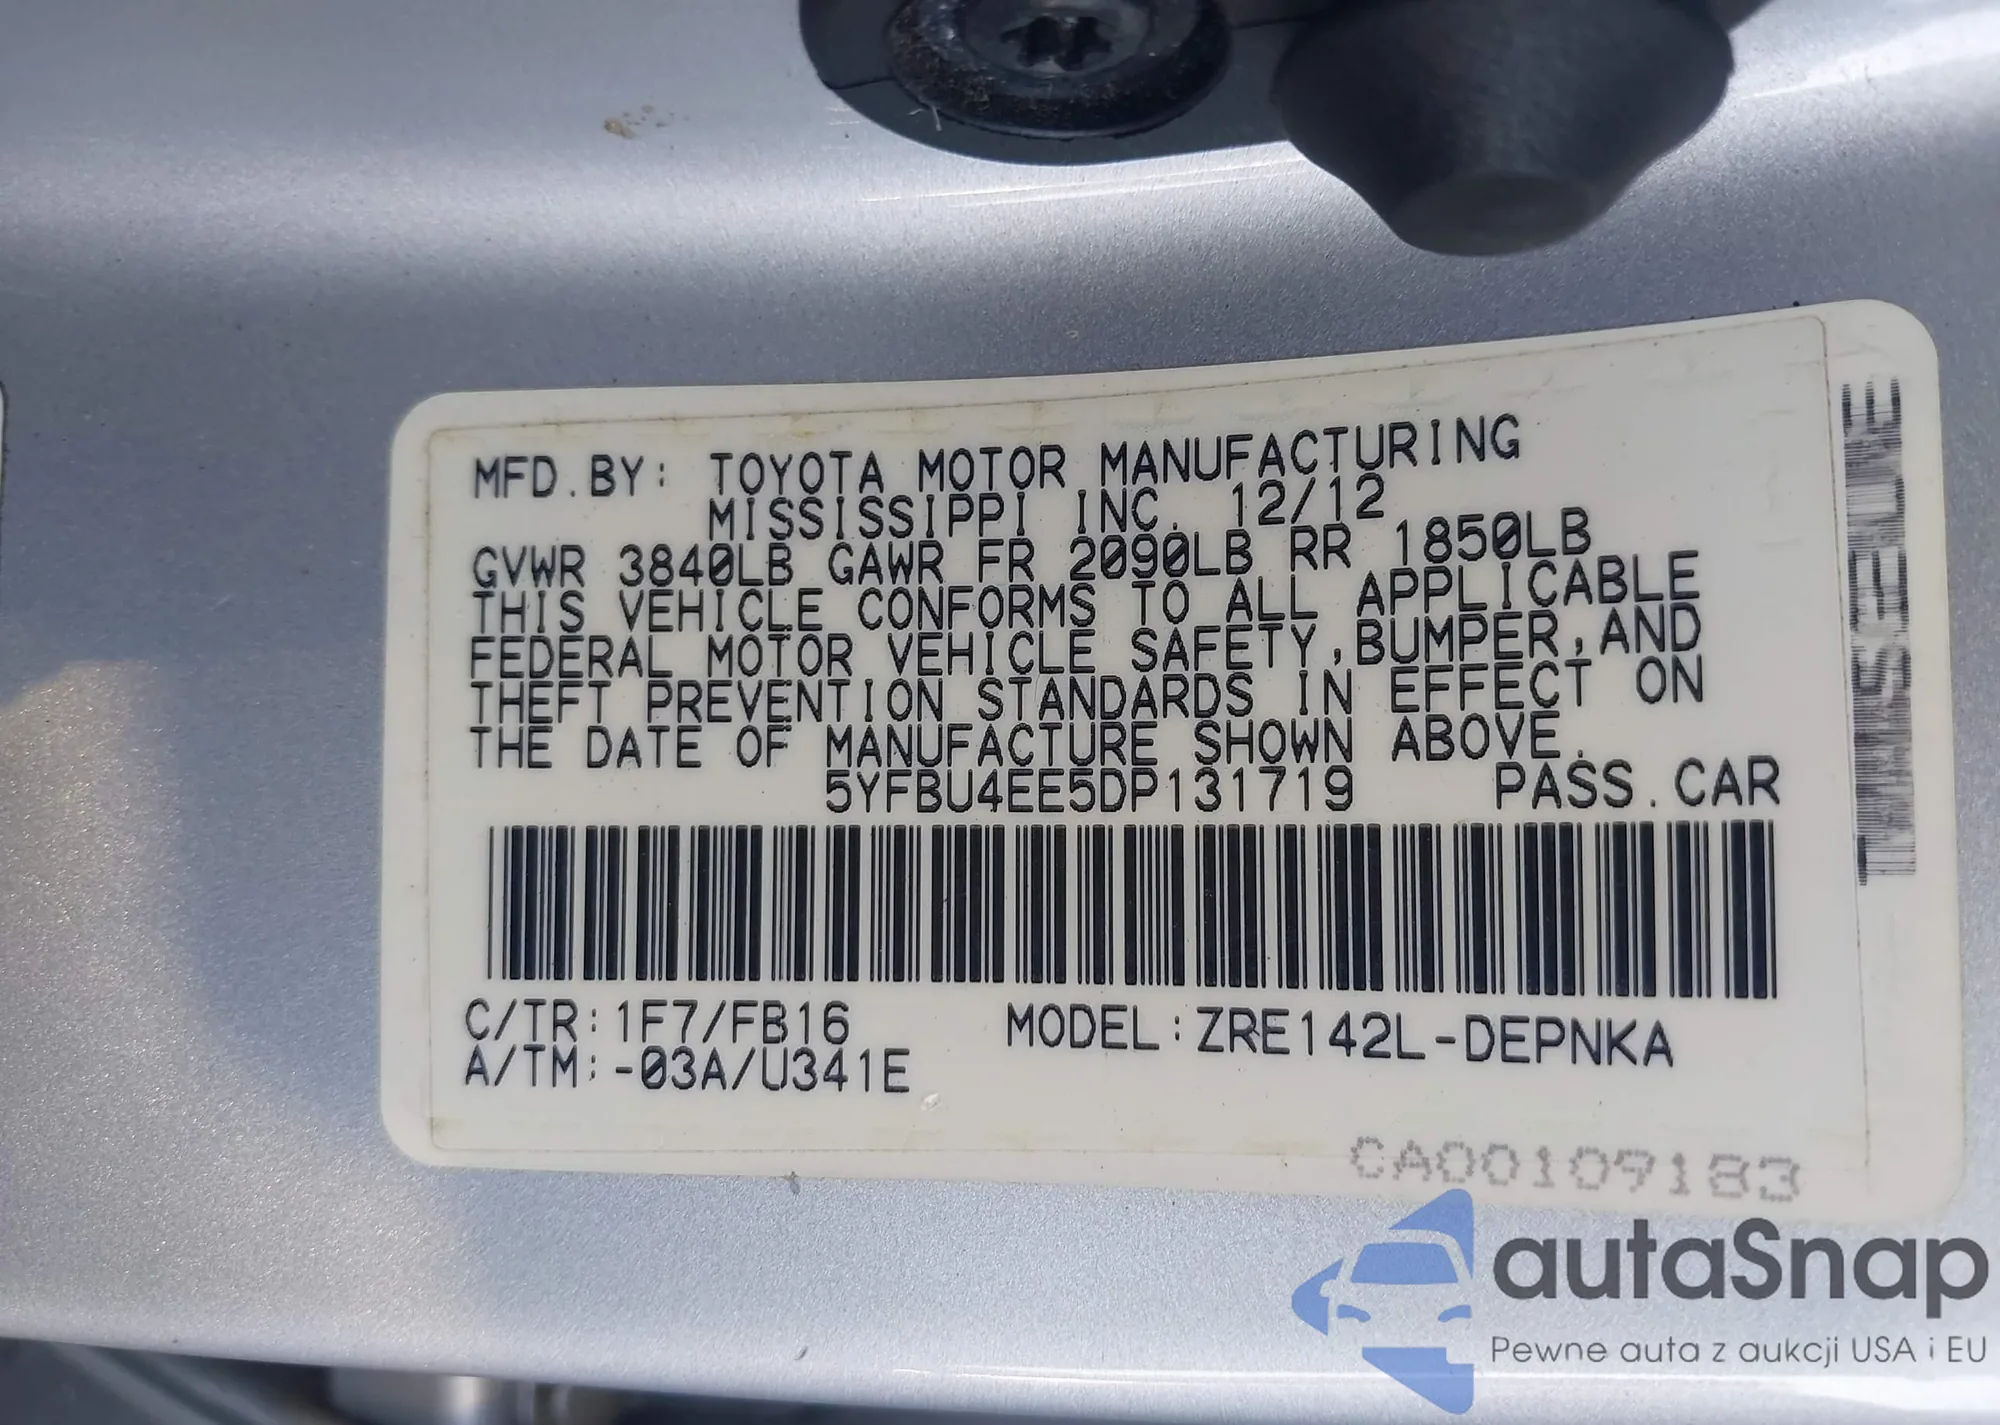 MFD.BY: TOYOTA MOTOR MANUFACTURING
MISSISSIPPI INC. 12/12
GVWR 3840LB GAWR FR 2090LB RR 1850LB
THIS VEHICLE CONFORMS TO ALL APPLICABLE
FEDERAL MOTOR VEHICLE SAFETY,BUMPER,AND
THEFT PREVENTION STANDARDS IN EFFECT ON
THE DATE OF MANUFACTURE SHOWN ABOVE.
5YFBU4EE5DP131719 PASS.CAR
C/TR:1F7/FB16 MODEL:ZRE142L-DEPNKA
A/TM:-03A/U341E
CA00109183
autaSnap
Pewne auta z aukcji USA i EU